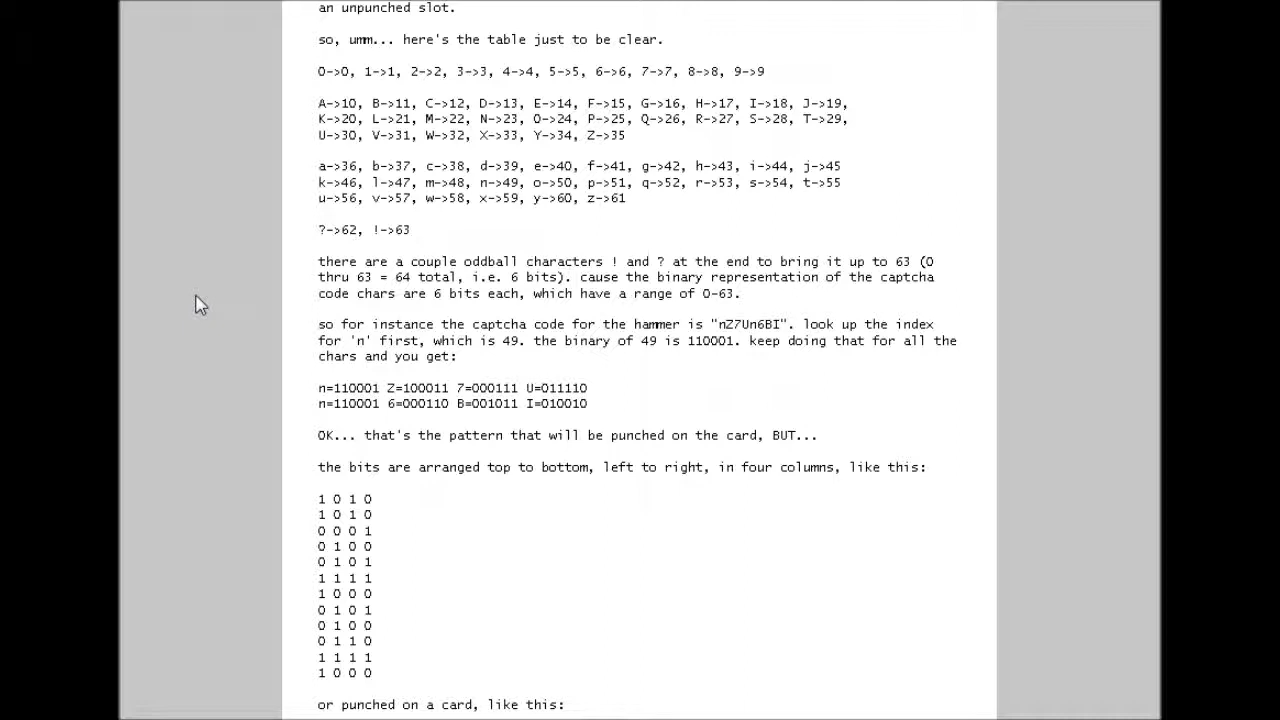 an unpunched slot.
so, umm... here's the table just to be clear.
0->0, 1->1, 2->2, 3->3, 4->4, 5->5, 6->6, 7->7, 8->8, 9->9
A->10, B->11, C->12, D->13, E->14, F->15, G->16, H->17, I->18, J->19,
K->20, L->21, M->22, N->23, O->24, P->25, Q->26, R->27, S->28, T->29,
U->30, V->31, W->32, X->33, Y->34, Z->35
a->36, b->37, c->38, d->39, e->40, f->41, g->42, h->43, i->44, j->45
k->46, l->47, m->48, n->49, o->50, p->51, q->52, r->53, s->54, t->55
u->56, v->57, w->58, x->59, y->60, z->61
?->62, !->63
there are a couple oddball characters ! and ? at the end to bring it up to 63 (0
thru 63 = 64 total, i.e. 6 bits). cause the binary representation of the captcha
code chars are 6 bits each, which have a range of 0-63.
so for instance the captcha code for the hammer is "nZ7Un6BI". look up the index
for 'n' first, which is 49. the binary of 49 is 110001. keep doing that for all the
chars and you get:
n=110001 Z=100011 7=000111 U=011110
n=110001 6=000110 B=001011 I=010010
OK... that's the pattern that will be punched on the card, BUT...
the bits are arranged top to bottom, left to right, in four columns, like this:
1 0 1 0
1 0 1 0
0 0 0 1
0 1 0 0
0 1 0 1
1 1 1 1
1 0 0 0
0 1 0 1
0 1 0 0
0 1 1 0
1 1 1 1
1 0 0 0
or punched on a card, like this: